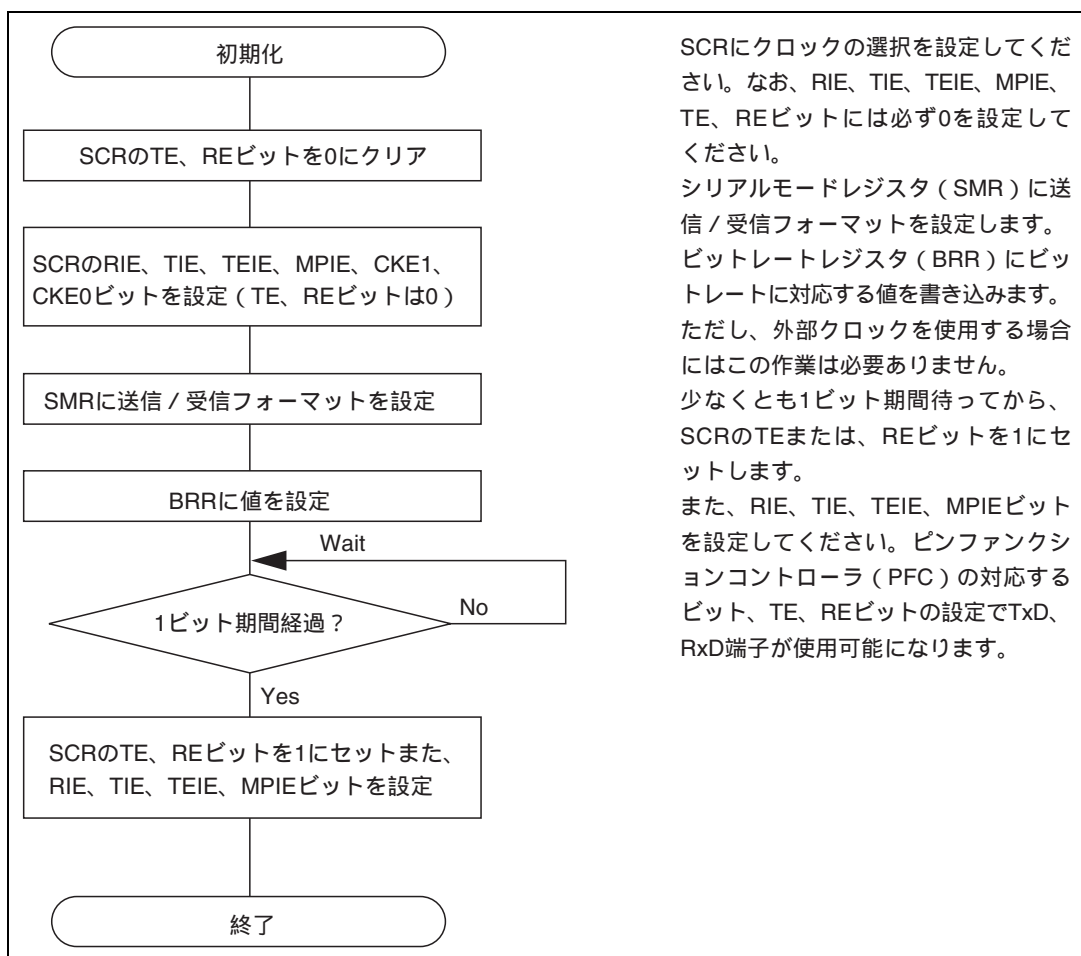 初期化
SCRのTE、REビットを0にクリア
SCRのRIE、TIE、TEIE、MPIE、CKE1、
CKE0ビットを設定（TE、REビットは0）
SMRに送信／受信フォーマットを設定
BRRに値を設定
Wait
1ビット期間経過？
No
Yes
SCRのTE、REビットを1にセットまた、
RIE、TIE、TEIE、MPIEビットを設定
終了
SCRにクロックの選択を設定してくだ
さい。なお、RIE、TIE、TEIE、MPIE、
TE、REビットには必ず0を設定して
ください。
シリアルモードレジスタ（SMR）に送
信／受信フォーマットを設定します。
ビットレートレジスタ（BRR）にビッ
トレートに対応する値を書き込みます。
ただし、外部クロックを使用する場合
にはこの作業は必要ありません。
少なくとも1ビット期間待ってから、
SCRのTEまたは、REビットを1にセ
ットします。
また、RIE、TIE、TEIE、MPIEビット
を設定してください。ピンファンクシ
ョンコントローラ（PFC）の対応する
ビット、TE、REビットの設定でTxD、
RxD端子が使用可能になります。